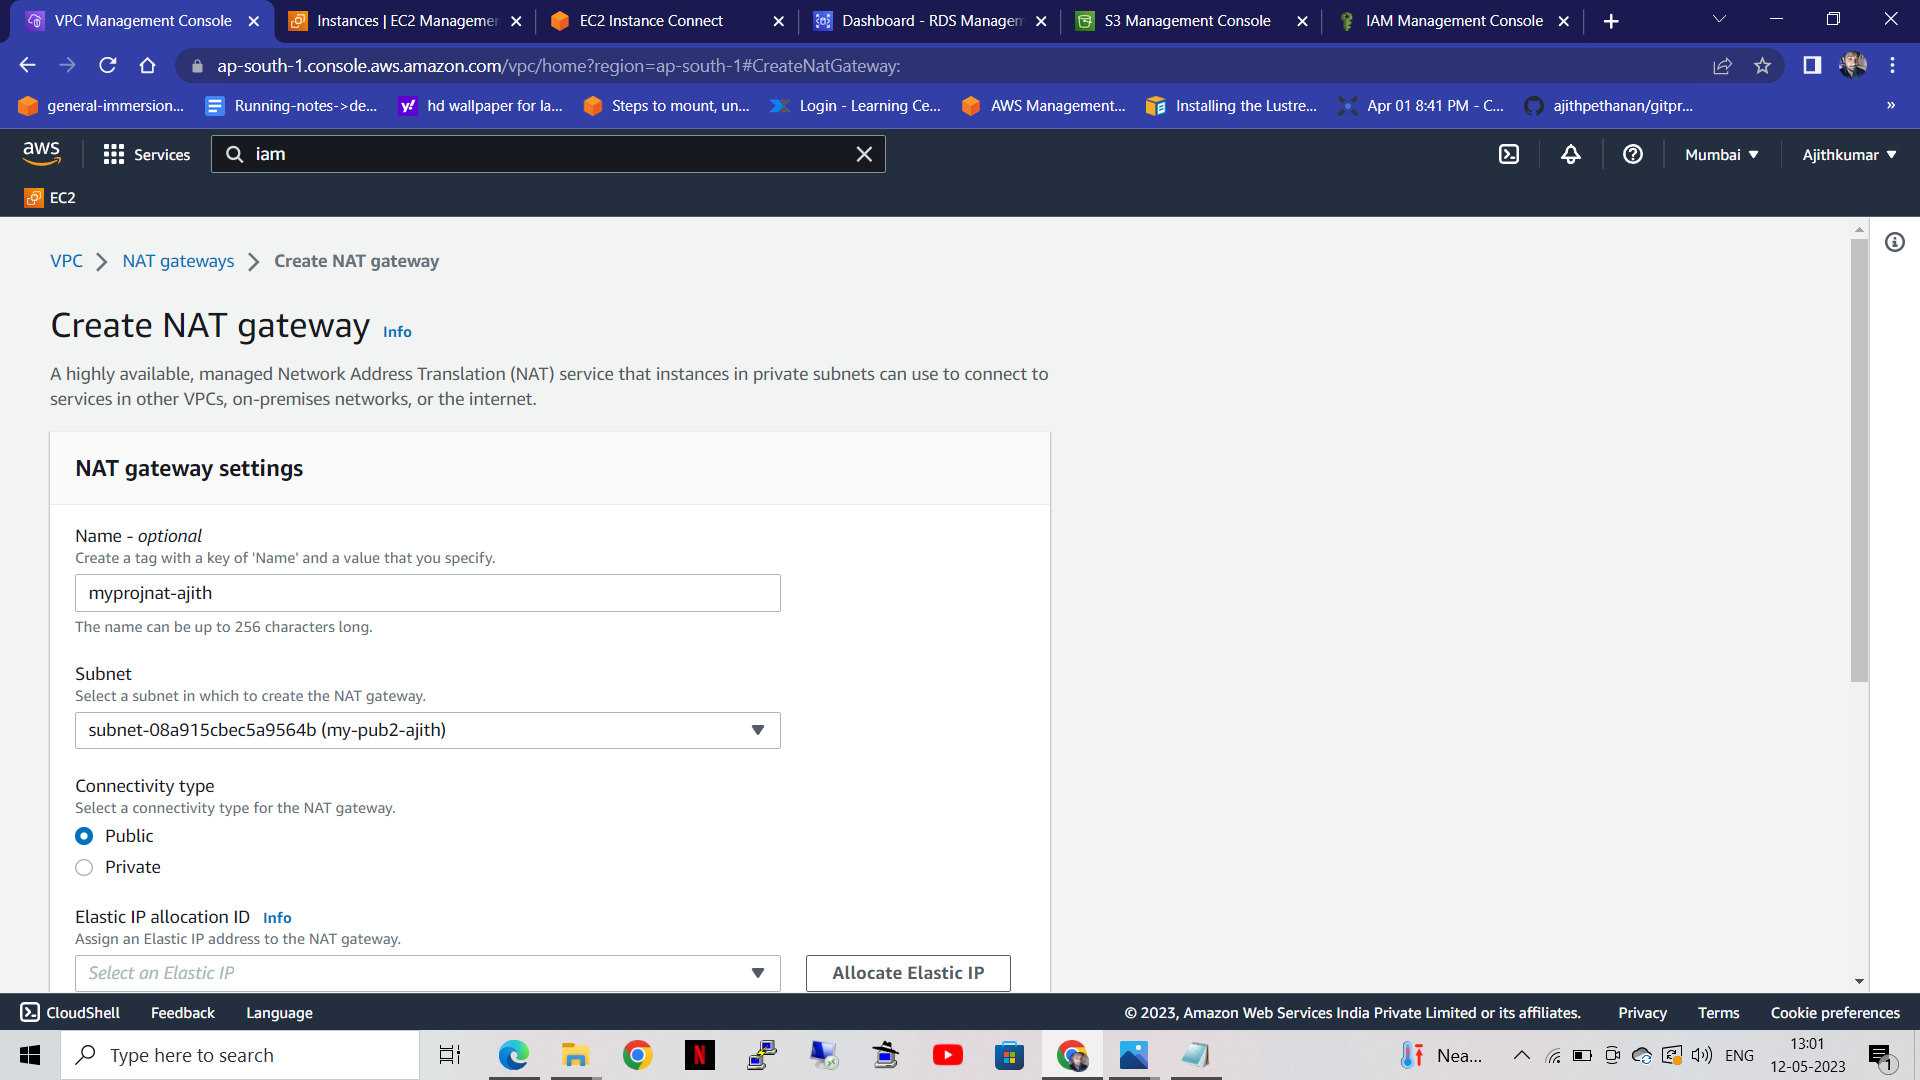 VPC Management Console
Instances | EC2 Managemen
EC2 Instance Connect
Dashboard - RDS Managem
S3 Management Console
IAM Management Console
ap-south-1.console.aws.amazon.com/vpc/home?region=ap-south-1#CreateNatGateway:
general-immersion...
Running-notes->de...
hd wallpaper for la...
Steps to mount, un...
Login - Learning Ce...
AWS Management...
Installing the Lustre...
Apr 01 8:41 PM - C...
ajithpethanan/gitpr...
»
aws
Services
iam
Mumbai
Ajithkumar
EC2
VPC
NAT gateways
Create NAT gateway
Create NAT gateway Info
A highly available, managed Network Address Translation (NAT) service that instances in private subnets can use to connect to
services in other VPCs, on-premises networks, or the internet.
NAT gateway settings
Name - optional
Create a tag with a key of 'Name' and a value that you specify.
myprojnat-ajith
The name can be up to 256 characters long.
Subnet
Select a subnet in which to create the NAT gateway.
subnet-08a915cbec5a9564b (my-pub2-ajith)
Connectivity type
Select a connectivity type for the NAT gateway.
Public
Private
Elastic IP allocation ID Info
Assign an Elastic IP address to the NAT gateway.
Select an Elastic IP
Allocate Elastic IP
CloudShell
Feedback
Language
© 2023, Amazon Web Services India Private Limited or its affiliates.
Privacy
Terms
Cookie preferences
Type here to search
Nea...
ENG
13:01
12-05-2023
1